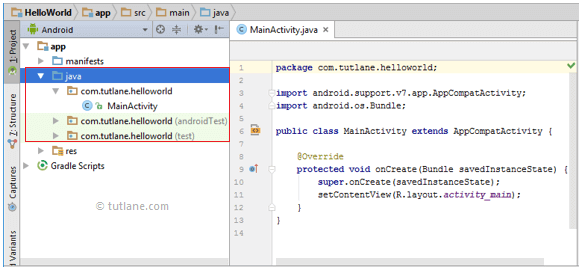 HelloWorld app src main java
Android
MainActivity.java ×
1: Project
Z: Structure
Captures
Variants
app
manifests
java
com.tutlane.helloworld
MainActivity
com.tutlane.helloworld (androidTest)
com.tutlane.helloworld (test)
res
Gradle Scripts
© tutlane.com
1 package com.tutlane.helloworld;
2
3 import android.support.v7.app.AppCompatActivity;
4 import android.os.Bundle;
5
6 public class MainActivity extends AppCompatActivity {
7
8 @Override
9 protected void onCreate(Bundle savedInstanceState) {
10 super.onCreate(savedInstanceState);
11 setContentView(R.layout.activity_main);
12 }
13 }
14